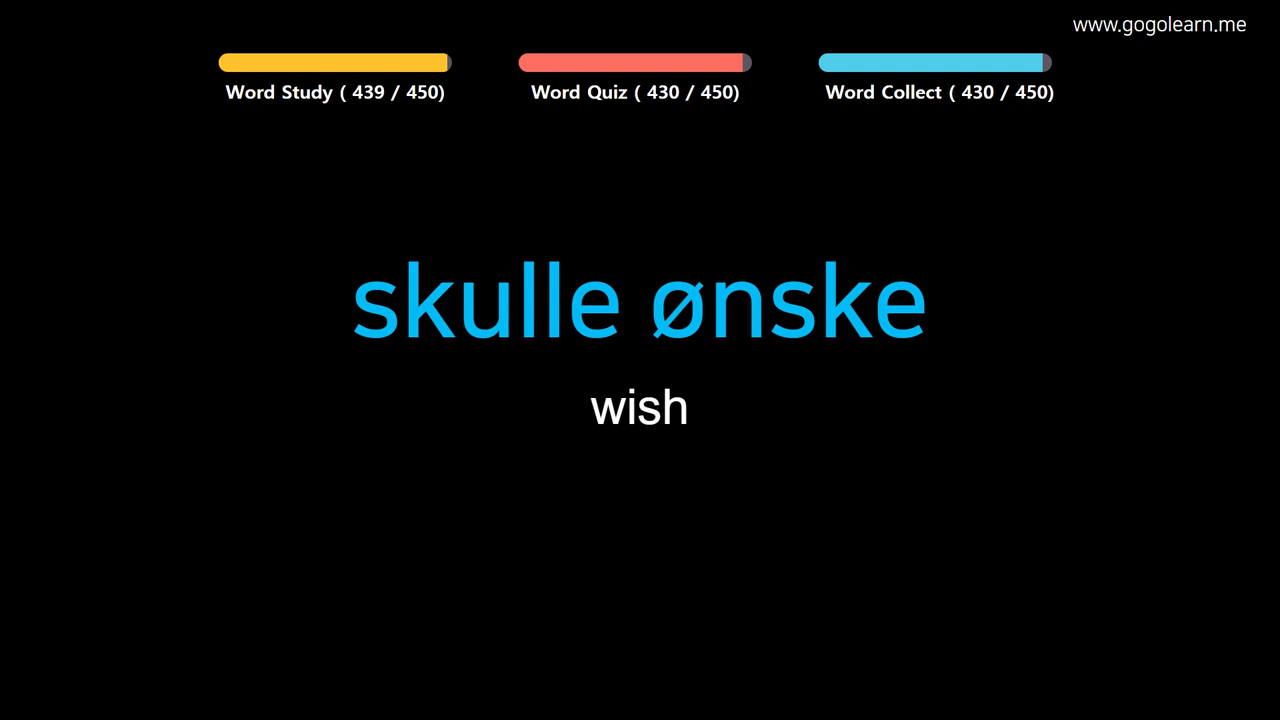 www.gogolearn.me
Word Study ( 439 / 450)
Word Quiz ( 430 / 450)
Word Collect ( 430 / 450)
skulle ønske
wish